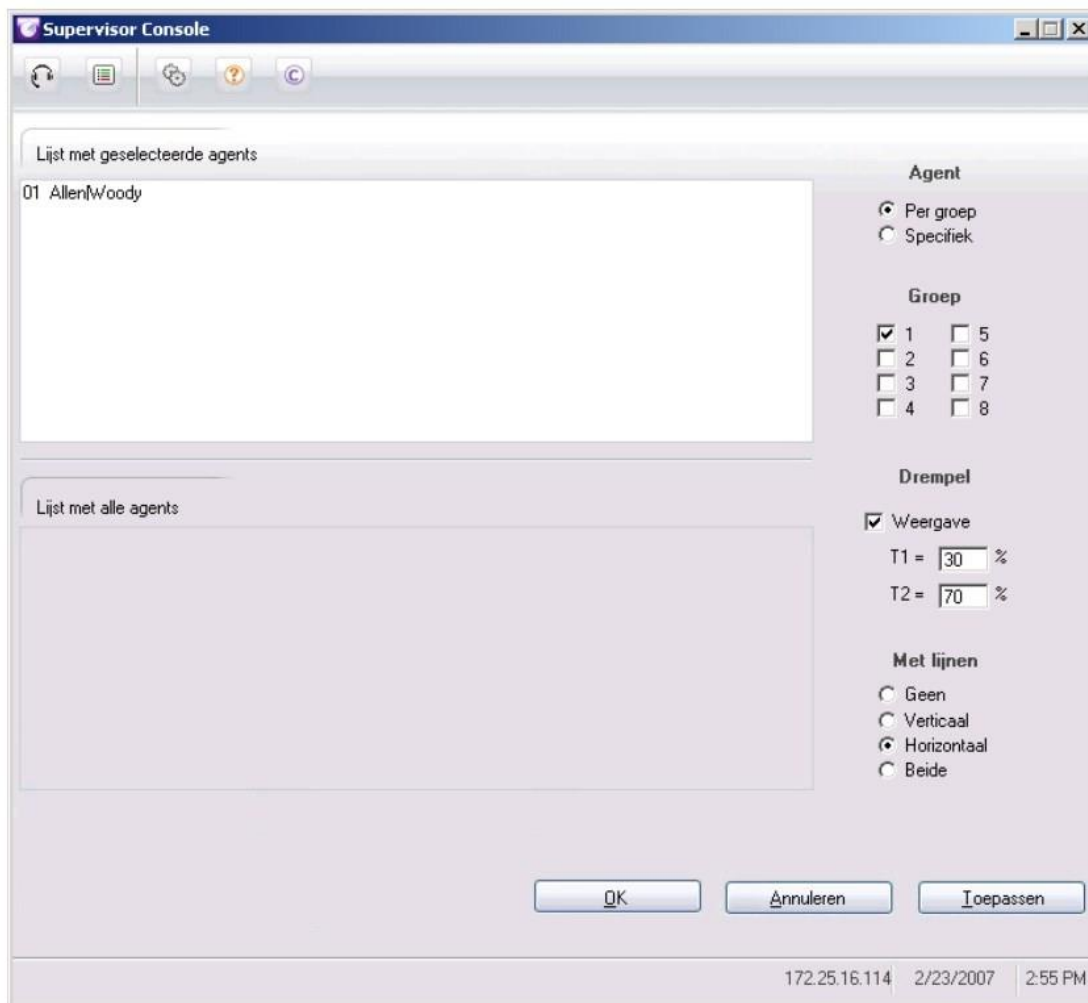 Supervisor Console
Lijst met geselecteerde agents
01 Allen|Woody
Agent
Per groep
Specifiek
Groep
1 5
2 6
3 7
4 8
Lijst met alle agents
Drempel
Weergave
T1 = 30 %
T2 = 70 %
Met lijnen
Geen
Verticaal
Horizontaal
Beide
OK Annuleren Toepassen
172.25.16.114 2/23/2007 2:55 PM